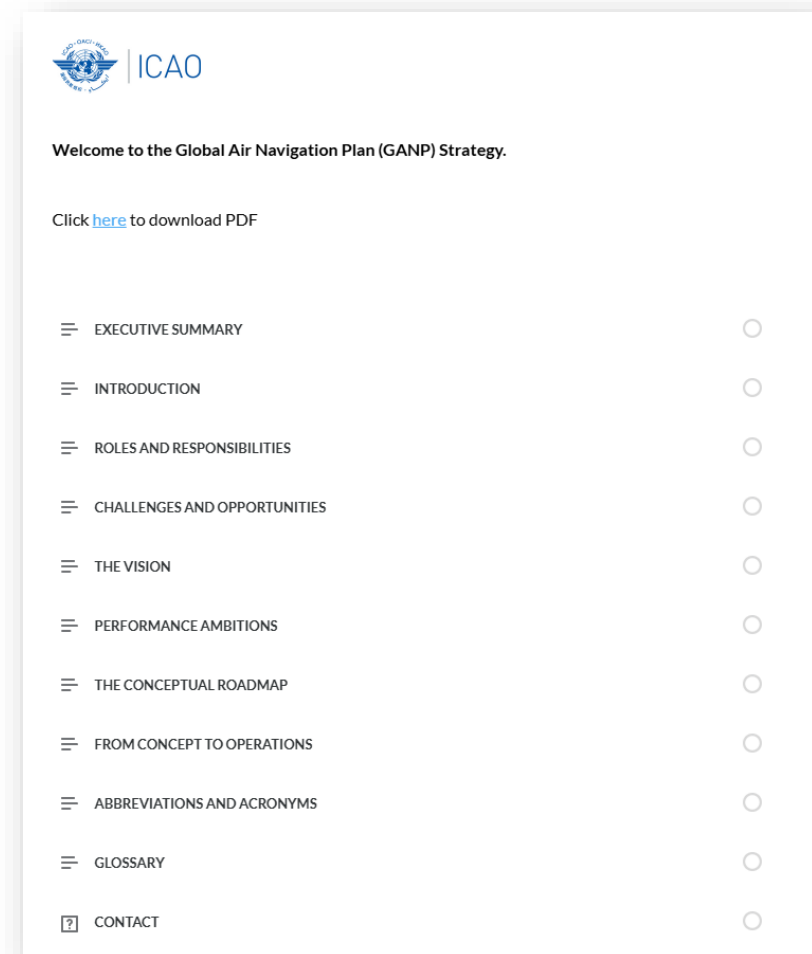 ICAO
Welcome to the Global Air Navigation Plan (GANP) Strategy.
Click here to download PDF
EXECUTIVE SUMMARY
INTRODUCTION
ROLES AND RESPONSIBILITIES
CHALLENGES AND OPPORTUNITIES
THE VISION
PERFORMANCE AMBITIONS
THE CONCEPTUAL ROADMAP
FROM CONCEPT TO OPERATIONS
ABBREVIATIONS AND ACRONYMS
GLOSSARY
? CONTACT